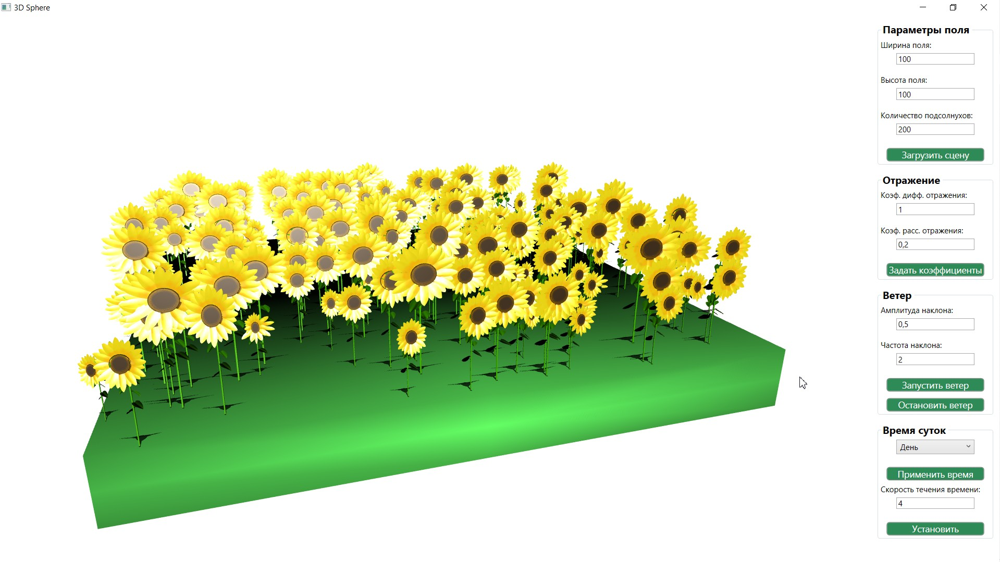 3D Sphere
Параметры поля
Ширина поля:
100
Высота поля:
100
Количество подсолнухов:
200
Загрузить сцену
Отражение
Коэф. дифф. отражения:
1
Коэф. расс. отражения:
0,2
Задать коэффициенты
Ветер
Амплитуда наклона:
0,5
Частота наклона:
2
Запустить ветер
Остановить ветер
Время суток
День
Применить время
Скорость течения времени:
4
Установить